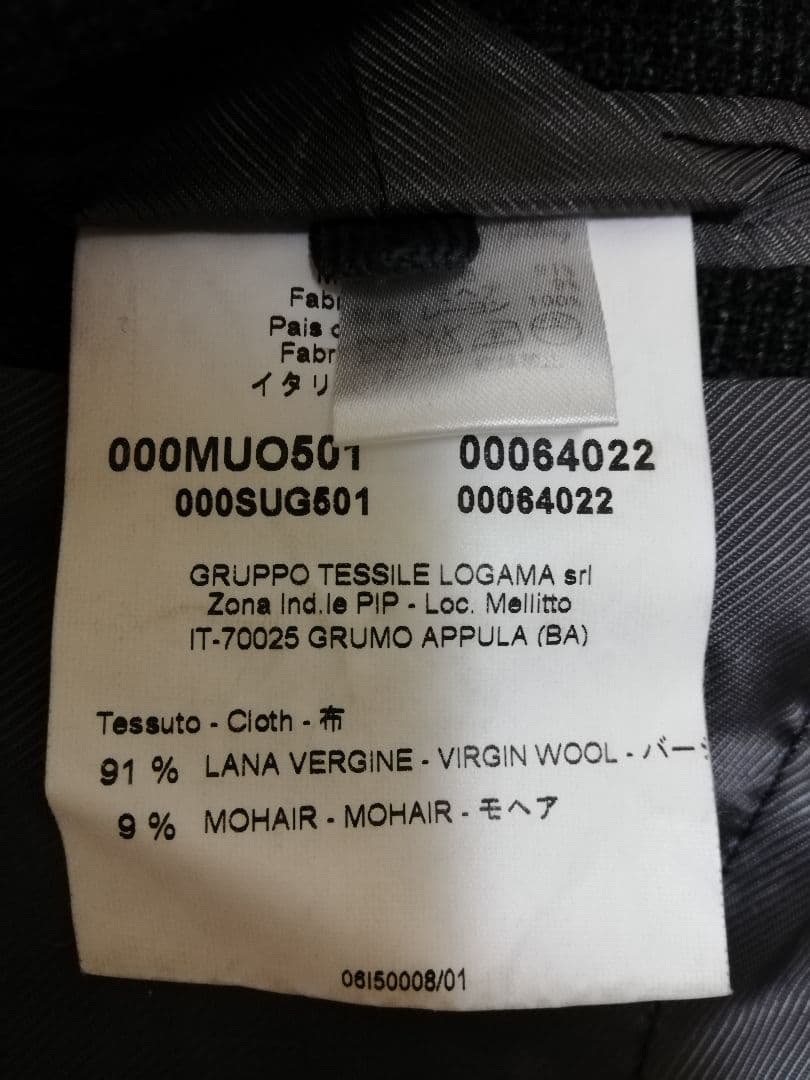 Fabr
Pais d
Fabr
イタリ
100%
000MUO501 00064022
000SUG501 00064022
GRUPPO TESSILE LOGAMA srl
Zona Ind.le PIP - Loc. Mellitto
IT-70025 GRUMO APPULA (BA)
Tessuto - Cloth - 布
91 % LANA VERGINE - VIRGIN WOOL - バー
9 % MOHAIR - MOHAIR - モヘア
06I50008/01